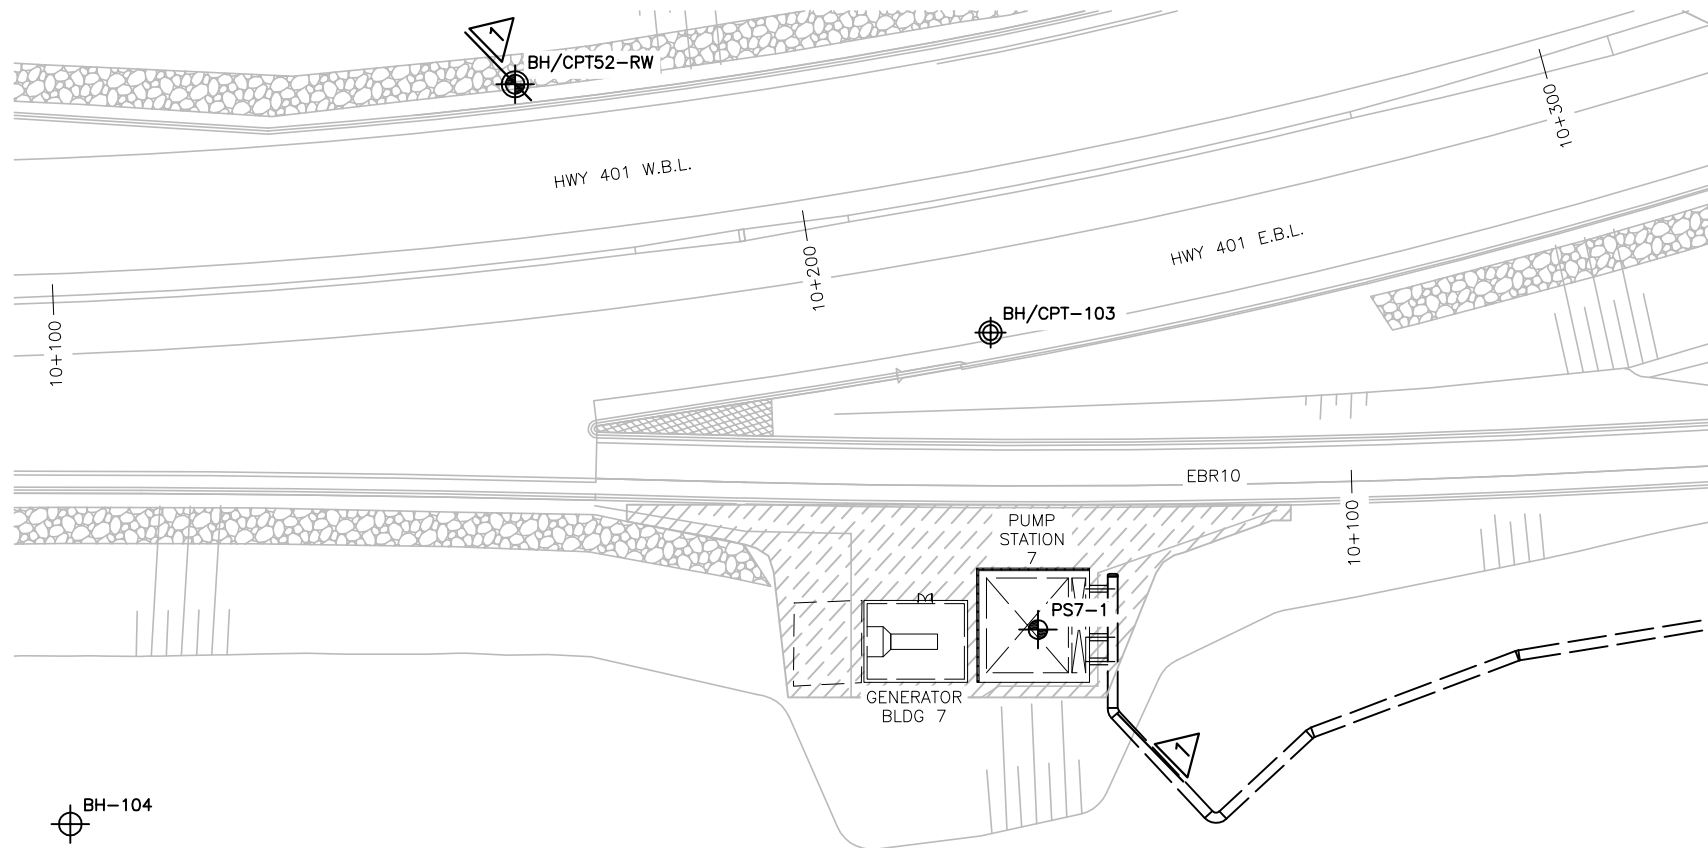 1
BH/CPT52-RW
10+300
HWY 401 W.B.L.
HWY 401 E.B.L.
10+200
BH/CPT-103
10+100
EBR10
PUMP
STATION
7
10+100
PS7-1
GENERATOR
BLDG 7
1
BH-104